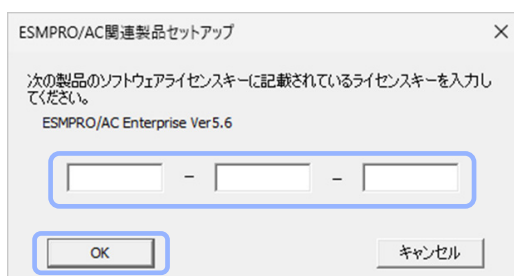 ESMPRO/AC関連製品セットアップ
次の製品のソフトウェアライセンスキーに記載されているライセンスキーを入力し
てください。
ESMPRO/AC Enterprise Ver5.6
– –
OK キャンセル